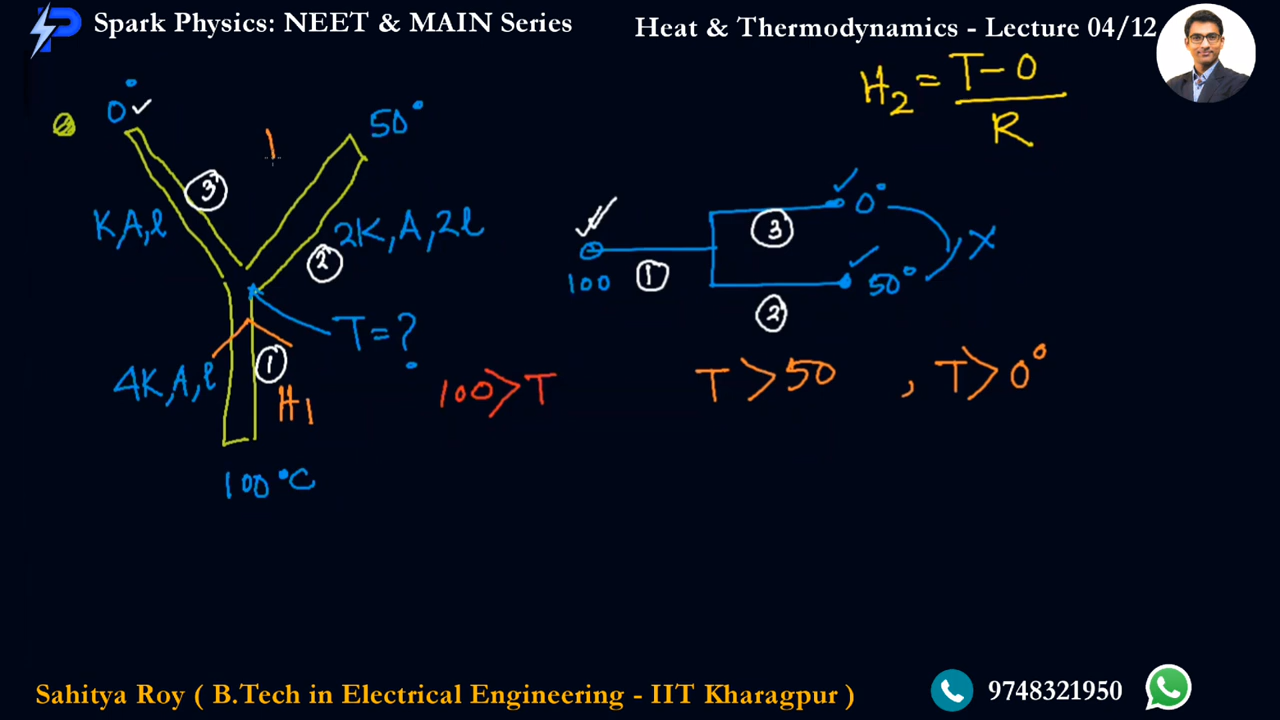 Spark Physics: NEET & MAIN Series
Heat & Thermodynamics - Lecture 04/12
H₂ = T-0
R
0°
50°
3
K,A,l
2K, A, 2l
2
T=?
4K,A,l
1
H1
100°C
0°
3
100
1
50°
X
2
100>T
T>50 , T>0°
Sahitya Roy ( B.Tech in Electrical Engineering - IIT Kharagpur )
9748321950